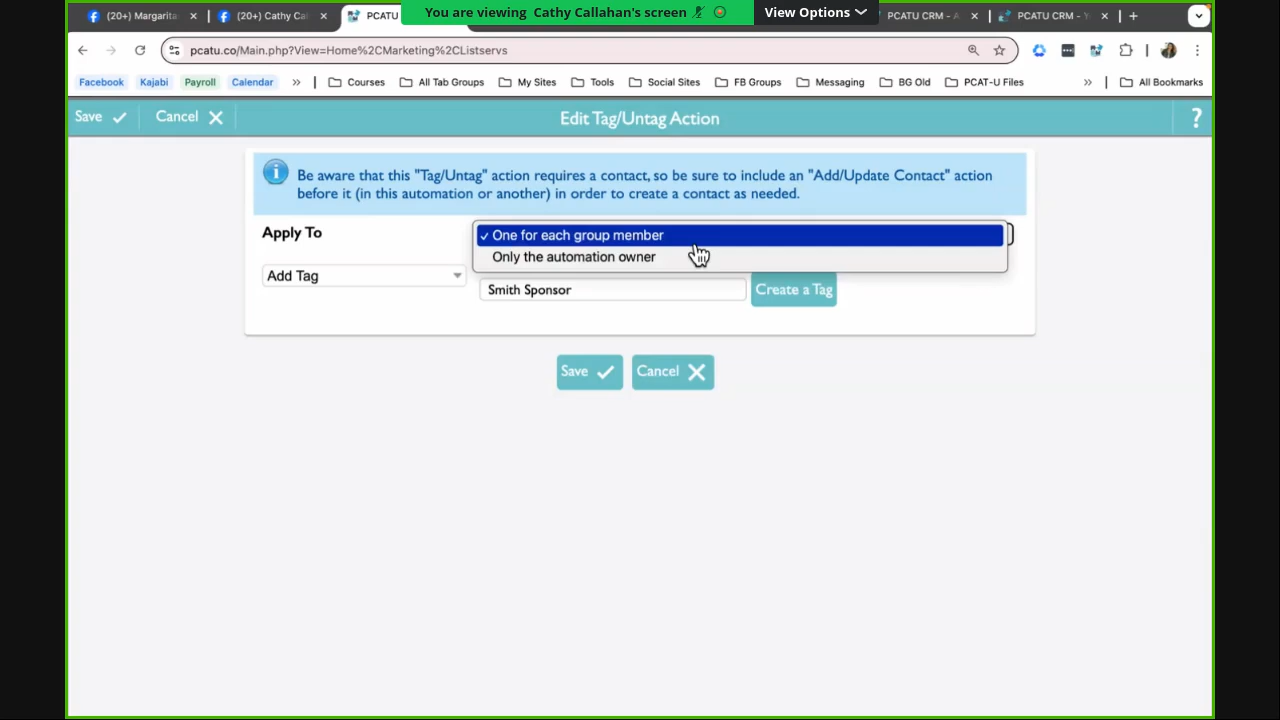 (20+) Margarita
(20+) Cathy Cal
PCATU
You are viewing Cathy Callahan's screen
View Options
PCATU CRM - A
PCATU CRM - Y
pcatu.co/Main.php?View=Home%2CMarketing%2CListservs
Facebook
Kajabi
Payroll
Calendar
»
Courses
All Tab Groups
My Sites
Tools
Social Sites
FB Groups
Messaging
BG Old
PCAT-U Files
»
All Bookmarks
Save
Cancel
Edit Tag/Untag Action
?
Be aware that this "Tag/Untag" action requires a contact, so be sure to include an "Add/Update Contact" action
before it (in this automation or another) in order to create a contact as needed.
Apply To
✓ One for each group member
Only the automation owner
Add Tag
Smith Sponsor
Create a Tag
Save
Cancel